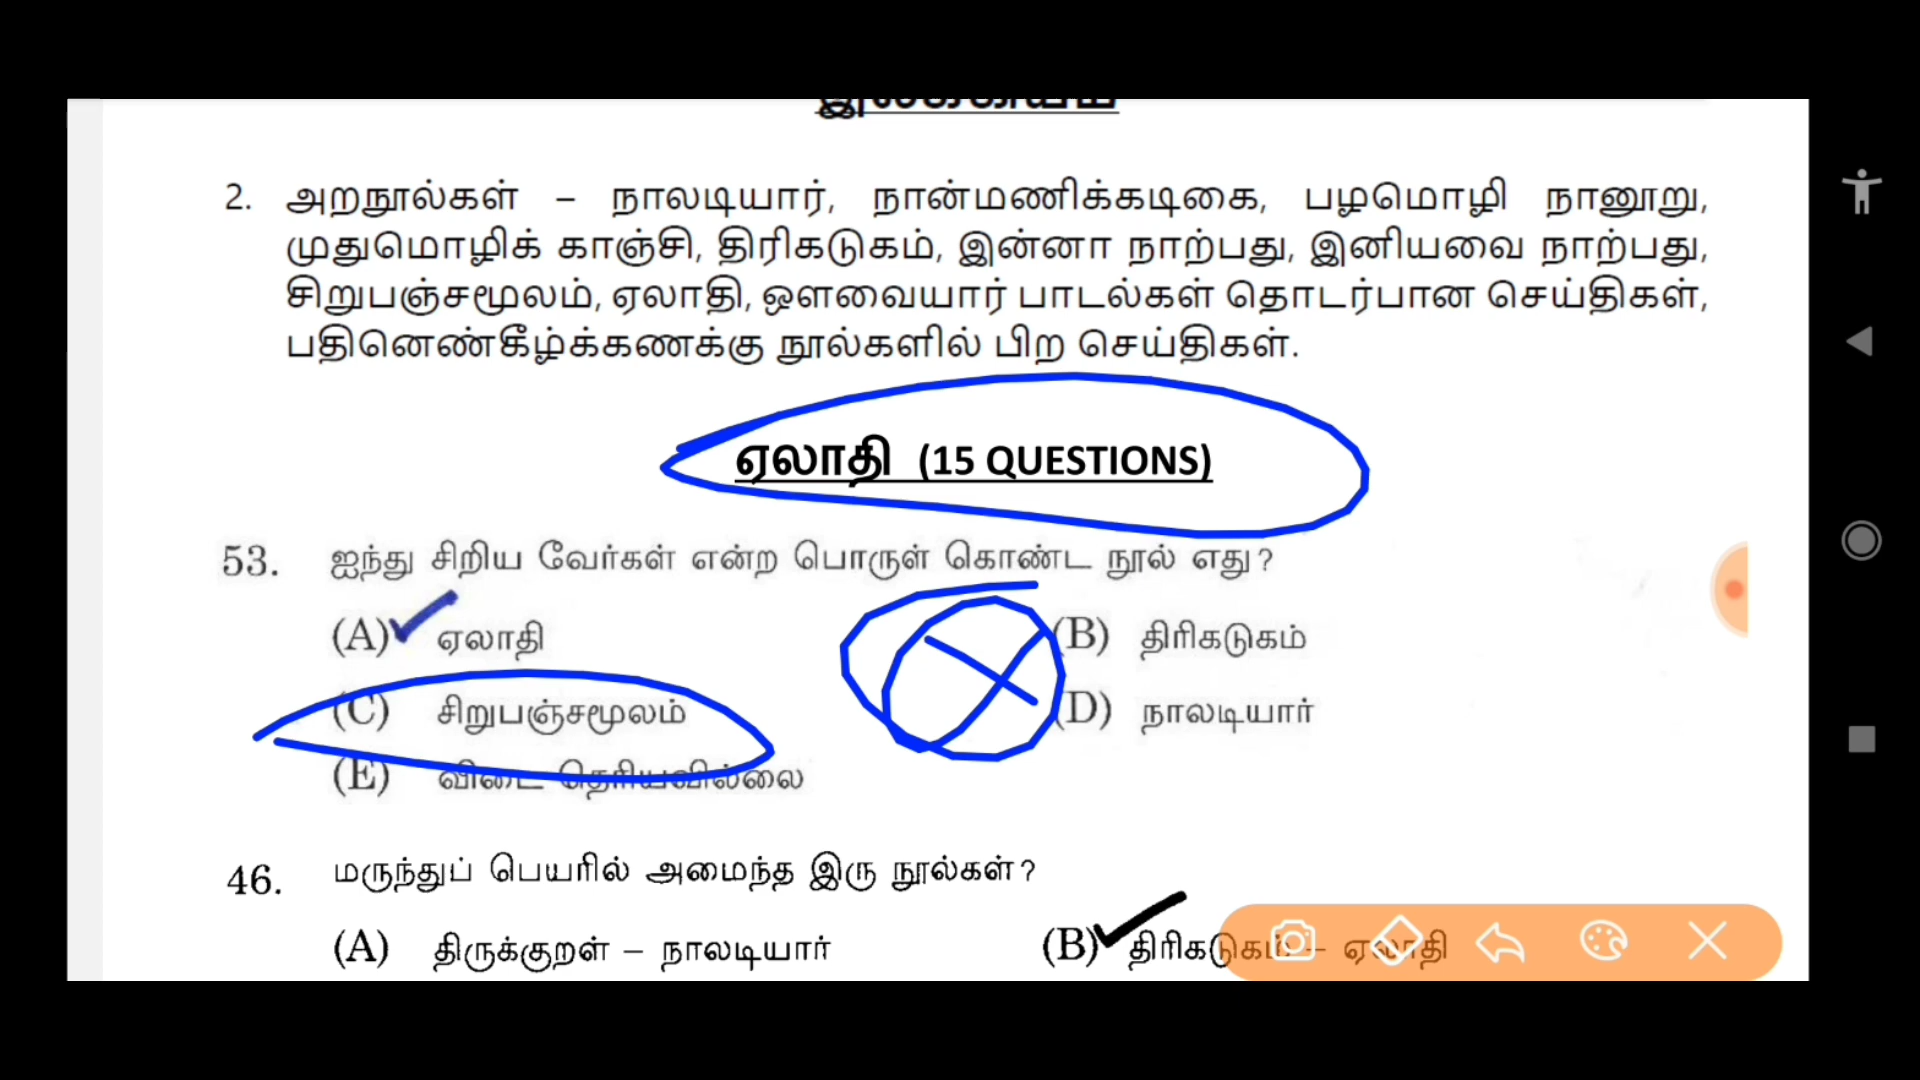 இலக்கியம்
2. அறநூல்கள் – நாலடியார், நான்மணிக்கடிகை, பழமொழி நானூறு,
முதுமொழிக் காஞ்சி, திரிகடுகம், இன்னா நாற்பது, இனியவை நாற்பது,
சிறுபஞ்சமூலம், ஏலாதி, ஔவையார் பாடல்கள் தொடர்பான செய்திகள்,
பதினெண்கீழ்க்கணக்கு நூல்களில் பிற செய்திகள்.
ஏலாதி (15 QUESTIONS)
53. ஐந்து சிறிய வேர்கள் என்ற பொருள் கொண்ட நூல் எது?
(A) ஏலாதி (B) திரிகடுகம்
(C) சிறுபஞ்சமூலம் (D) நாலடியார்
(E) விடை தெரியவில்லை
46. மருந்துப் பெயரில் அமைந்த இரு நூல்கள்?
(A) திருக்குறள் – நாலடியார் (B) திரிகடுகம் – ஏலாதி